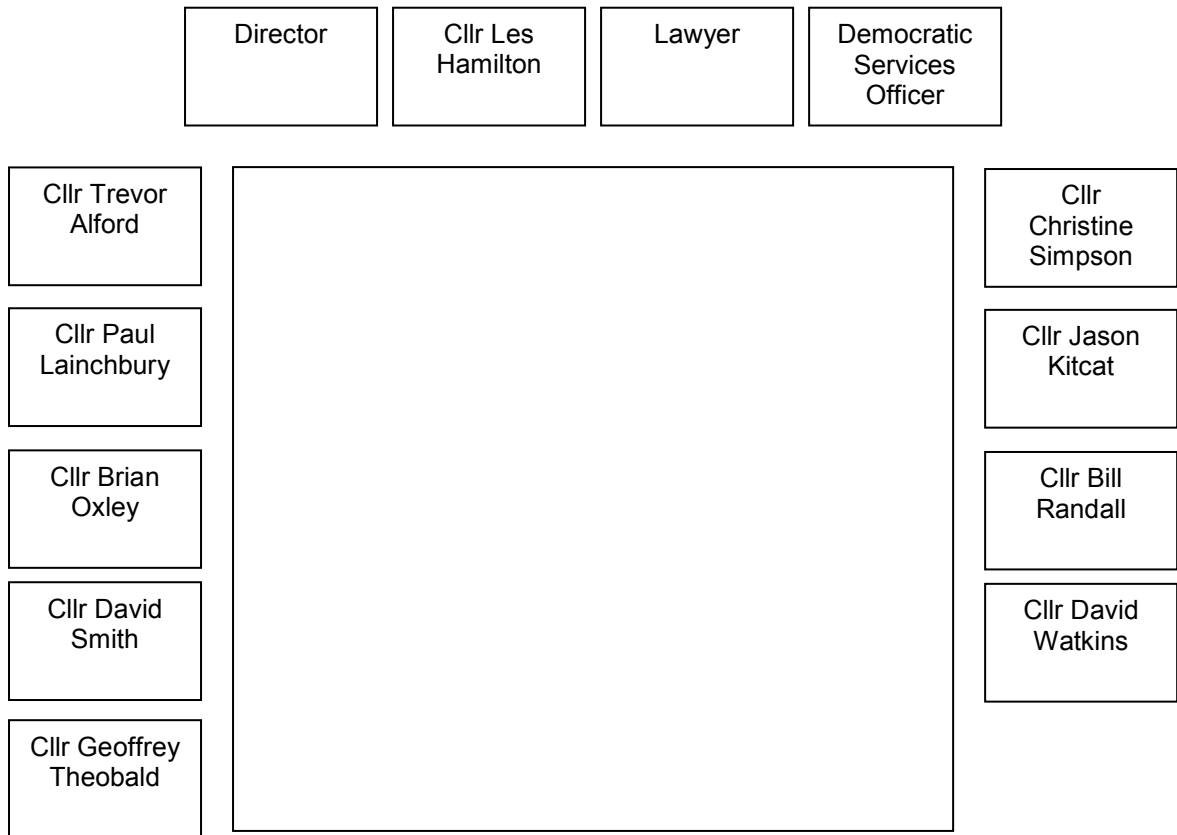 Director
Cllr Les
Hamilton
Lawyer
Democratic
Services
Officer
Cllr Trevor
Alford
Cllr
Christine
Simpson
Cllr Paul
Lainchbury
Cllr Jason
Kitcat
Cllr Brian
Oxley
Cllr Bill
Randall
Cllr David
Smith
Cllr David
Watkins
Cllr Geoffrey
Theobald